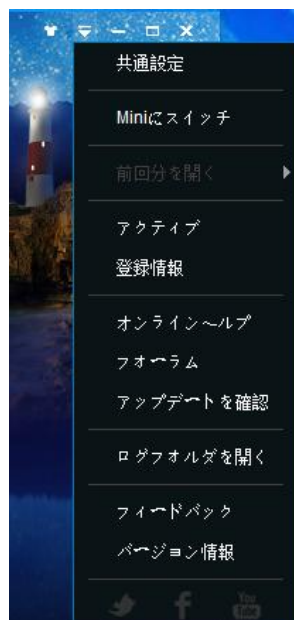 共通設定
Miniにスイッチ
前回分を開く
アクティブ
登録情報
オンラインヘルプ
フォーラム
アップデートを確認
ログフォルダを開く
フィードバック
バージョン情報
You
Tube